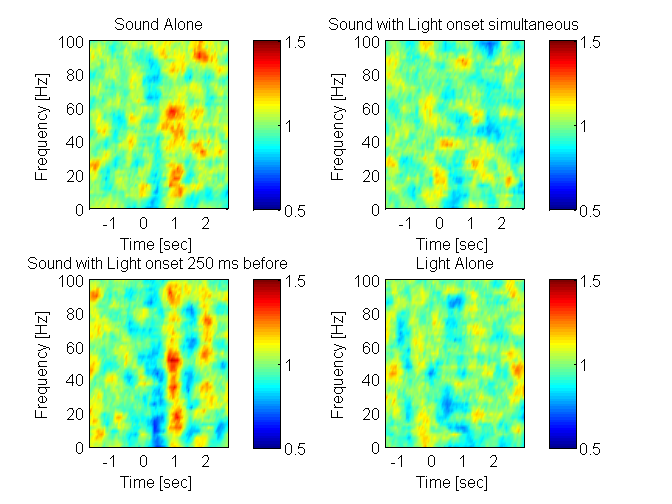 Sound Alone
100
80
60
40
20
0
Frequency [Hz]
-1 0 1 2
Time [sec]
1.5
1
0.5
Sound with Light onset simultaneous
100
80
60
40
20
0
Frequency [Hz]
-1 0 1 2
Time [sec]
1.5
1
0.5
Sound with Light onset 250 ms before
100
80
60
40
20
0
Frequency [Hz]
-1 0 1 2
Time [sec]
1.5
1
0.5
Light Alone
100
80
60
40
20
0
Frequency [Hz]
-1 0 1 2
Time [sec]
1.5
1
0.5